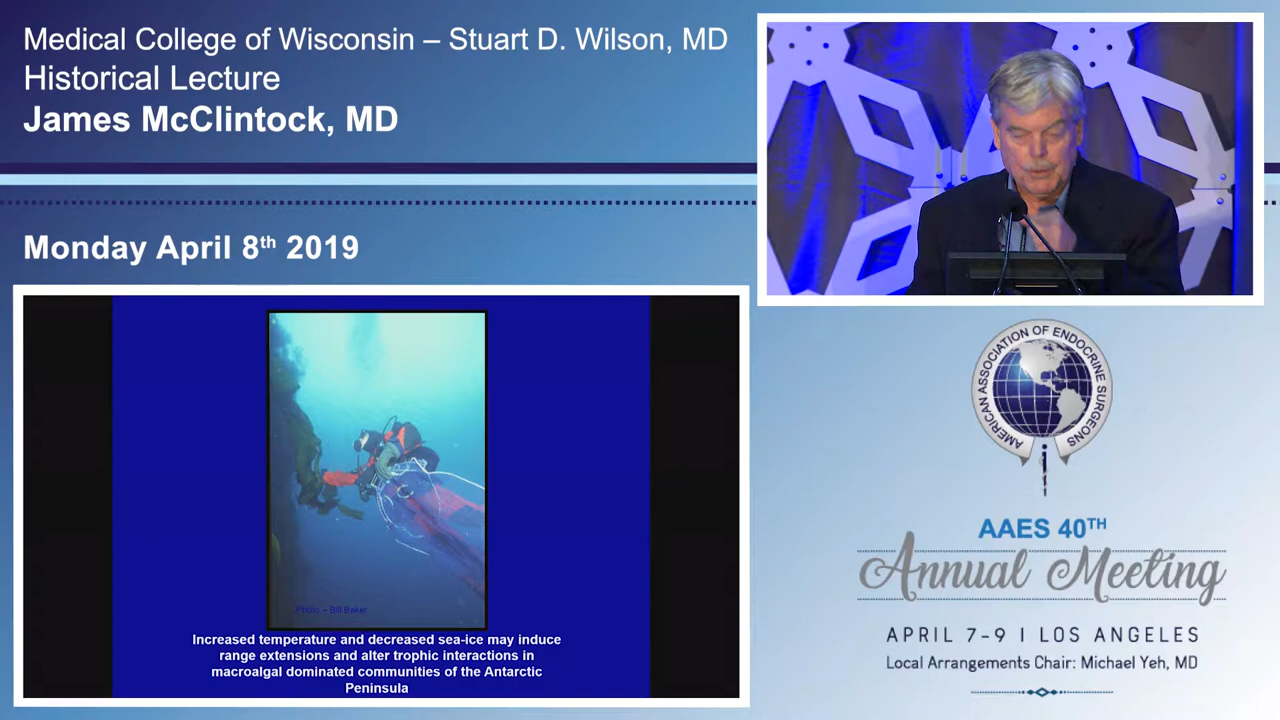 Medical College of Wisconsin – Stuart D. Wilson, MD
Historical Lecture
James McClintock, MD
Monday April 8th 2019
Photo – Bill Baker
Increased temperature and decreased sea-ice may induce
range extensions and alter trophic interactions in
macroalgal dominated communities of the Antarctic
Peninsula
AMERICAN ASSOCIATION OF ENDOCRINE SURGEONS
AAES 40TH
Annual Meeting
APRIL 7-9 I LOS ANGELES
Local Arrangements Chair: Michael Yeh, MD